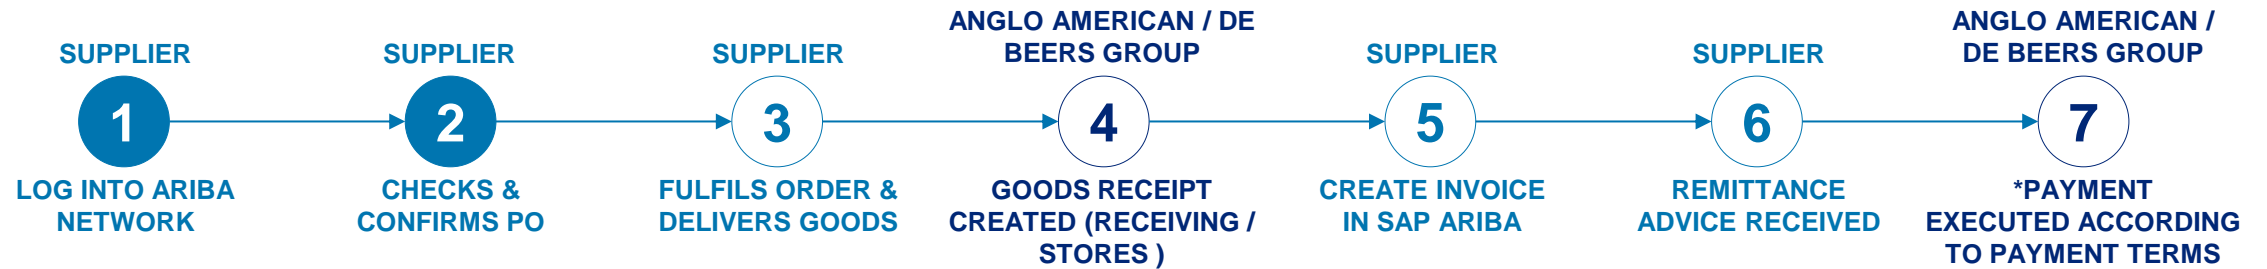 SUPPLIER
1
LOG INTO ARIBA
NETWORK
SUPPLIER
2
CHECKS &
CONFIRMS PO
SUPPLIER
3
FULFILS ORDER &
DELIVERS GOODS
ANGLO AMERICAN / DE
BEERS GROUP
4
GOODS RECEIPT
CREATED (RECEIVING /
STORES )
SUPPLIER
5
CREATE INVOICE
IN SAP ARIBA
SUPPLIER
6
REMITTANCE
ADVICE RECEIVED
ANGLO AMERICAN /
DE BEERS GROUP
7
*PAYMENT
EXECUTED ACCORDING
TO PAYMENT TERMS